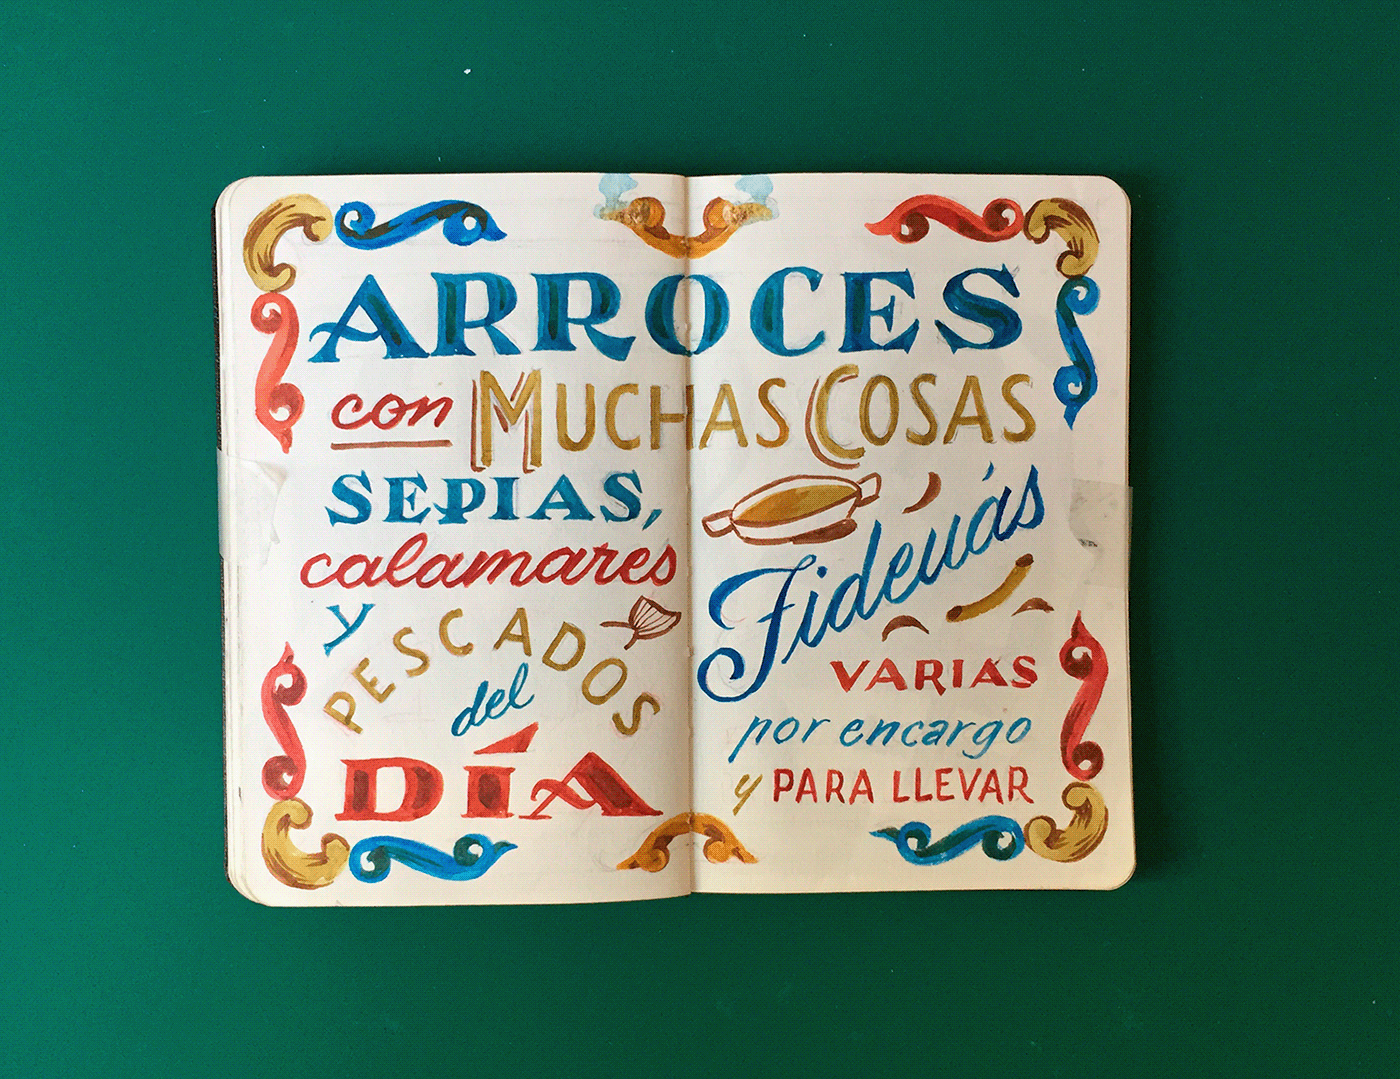 ARROCES
con MUCHAS COSAS
SEPIAS,
calamares
y PESCADOS
del
DÍA
Fideuás
VARIAS
por encargo
y PARA LLEVAR